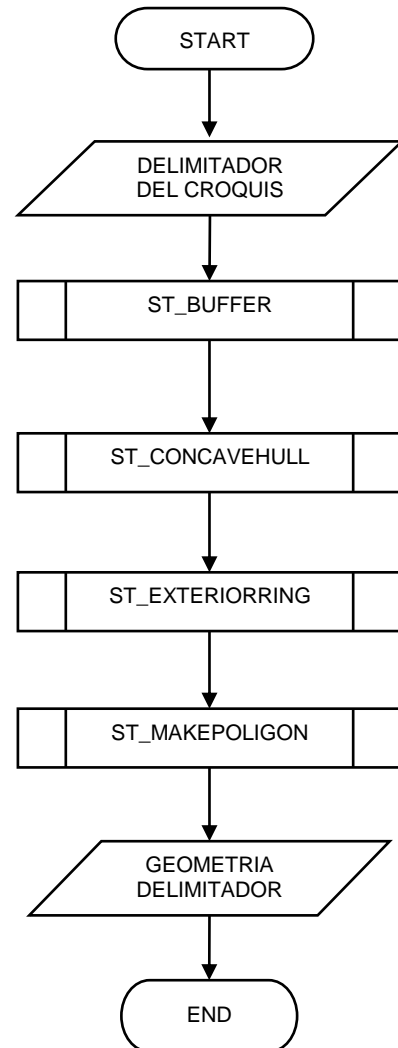 START
DELIMITADOR
DEL CROQUIS
ST_BUFFER
ST_CONCAVEHULL
ST_EXTERIORRING
ST_MAKEPOLIGON
GEOMETRIA
DELIMITADOR
END